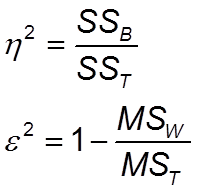 η² = SS_B / SS_T
ε² = 1 − MS_W / MS_T